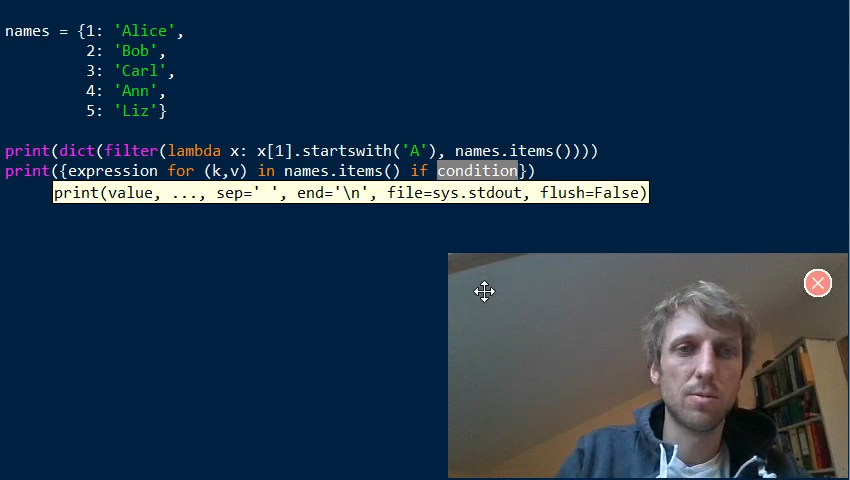 names = {1: 'Alice',
2: 'Bob',
3: 'Carl',
4: 'Ann',
5: 'Liz'}
print(dict(filter(lambda x: x[1].startswith('A'), names.items())))
print({expression for (k,v) in names.items() if condition})
print(value, ..., sep=' ', end='\n', file=sys.stdout, flush=False)